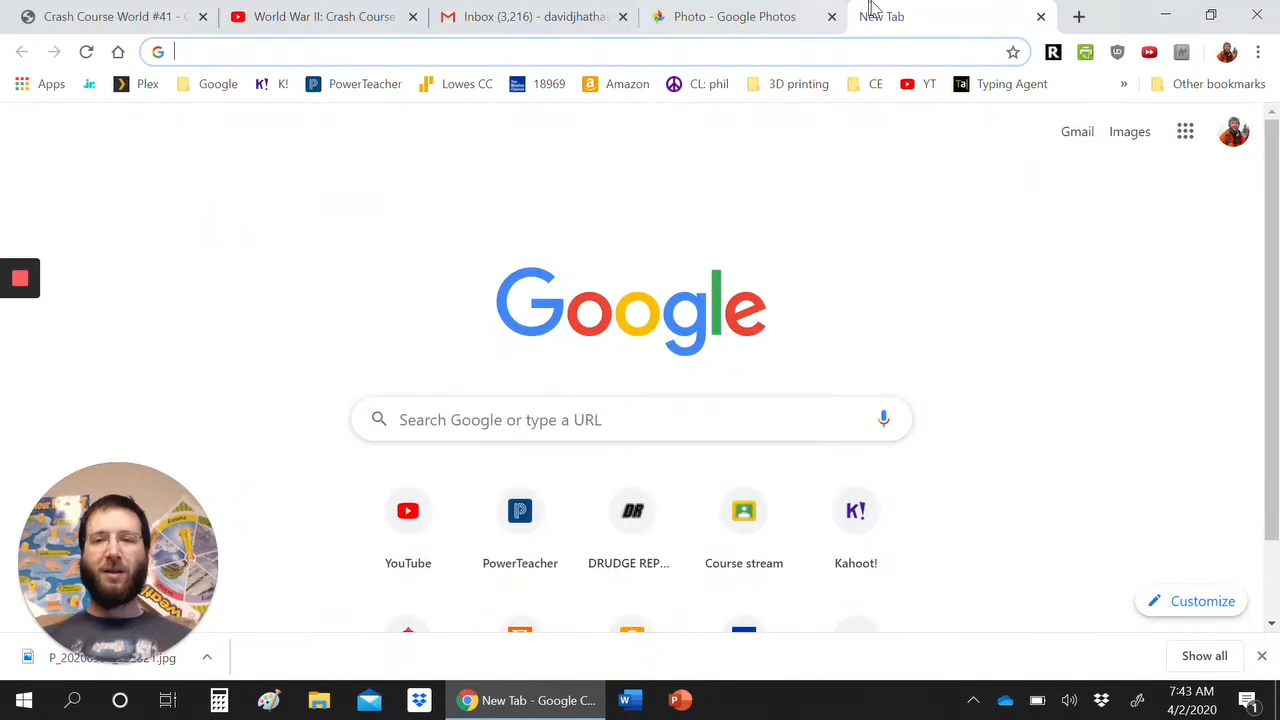 Crash Course World #41 - C
World War II: Crash Course
Inbox (3,216) - davidjhatha
Photo - Google Photos
New Tab
Apps
Jr.
Plex
Google
K! K!
PowerTeacher
Lowes CC
18969
Amazon
CL: phil
3D printing
CE
YT
Ta| Typing Agent
»
Other bookmarks
Gmail
Images
Google
Search Google or type a URL
YouTube
PowerTeacher
DR
DRUDGE REP...
Course stream
K!
Kahoot!
Customize
Show all
New Tab - Google C...
7:43 AM
4/2/2020
1